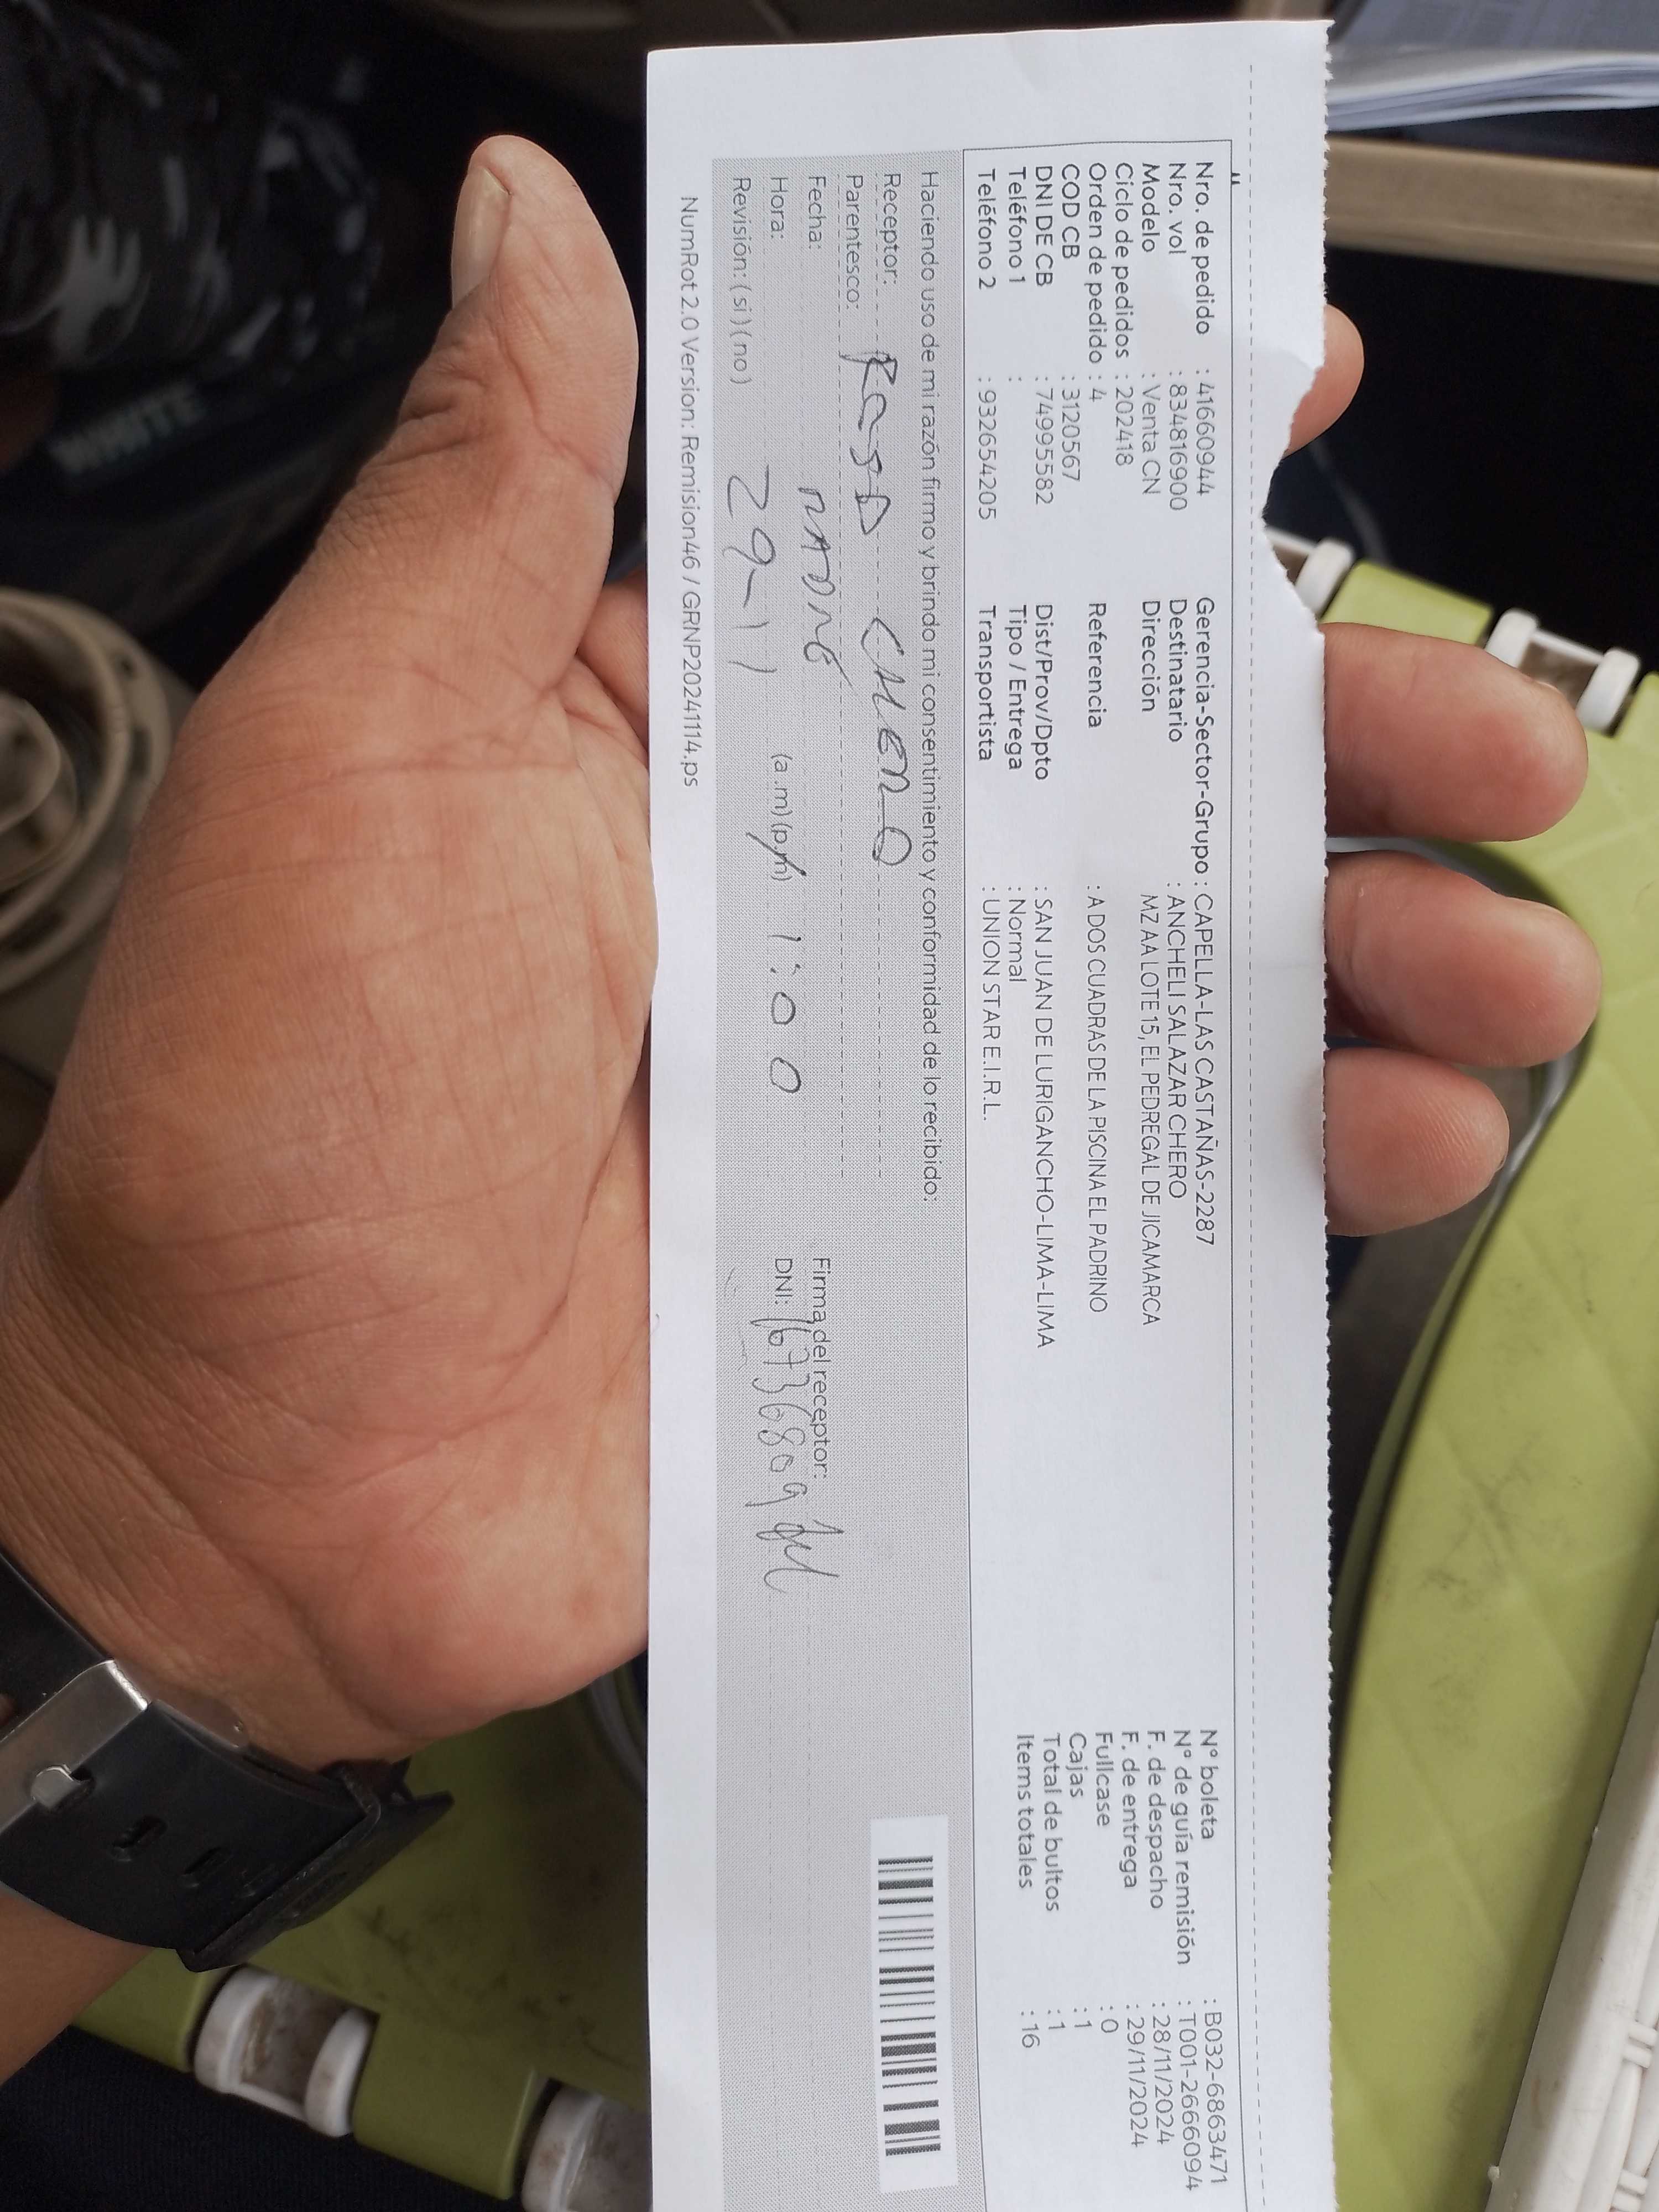 Nro. de pedido : 41660944
Nro. vol : 834816900
Modelo : Venta CN
Ciclo de pedidos : 202418
Orden de pedido : 4
COD CB : 3120567
DNI DE CB : 74995582
Teléfono 1 :
Teléfono 2 : 932654205
Gerencia-Sector-Grupo : CAPELLA-LAS CASTAÑAS-2287
Destinatario : ANCHELI SALAZAR CHERO
Dirección MZ AA LOTE 15, EL PEDREGAL DE JICAMARCA
Referencia : A DOS CUADRAS DE LA PISCINA EL PADRINO
Dist/Prov/Dpto : SAN JUAN DE LURIGANCHO-LIMA-LIMA
Tipo / Entrega : Normal
Transportista : UNION STAR E.I.R.L.
N° boleta : B032-6863471
N° de guía remisión : T001-2666094
F. de despacho : 28/11/2024
F. de entrega : 29/11/2024
Fullcase : 0
Cajas : 1
Total de bultos : 1
Items totales : 16
Haciendo uso de mi razón firmo y brindo mi consentimiento y conformidad de lo recibido:
Receptor: ROSA CHERO
Parentesco: MADRE
Fecha: 29-11
Hora: (a.m)(p.m) 1:00
Revisión: (si)(no)
Firma del receptor:
DNI: 16736809
NumRot 2.0 Version: Remision46 / GRNP20241114.ps
WHITE